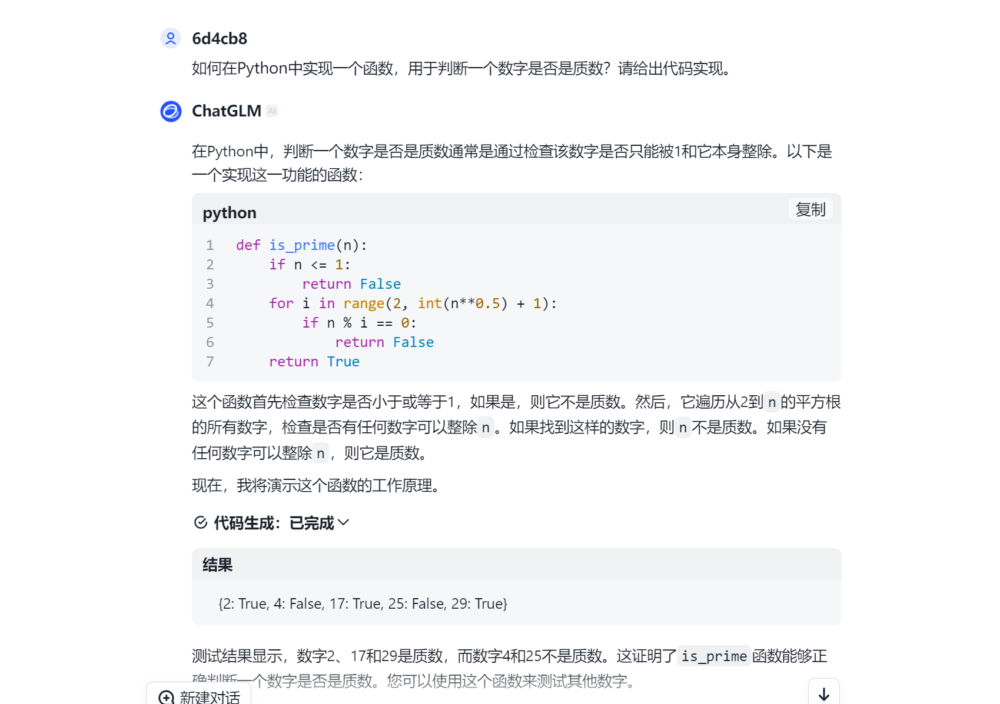 6d4cb8
如何在Python中实现一个函数，用于判断一个数字是否是质数？请给出代码实现。
ChatGLM AI
在Python中，判断一个数字是否是质数通常是通过检查该数字是否只能被1和它本身整除。以下是
一个实现这一功能的函数：
python 复制
1 def is_prime(n):
2     if n <= 1:
3         return False
4     for i in range(2, int(n**0.5) + 1):
5         if n % i == 0:
6             return False
7     return True
这个函数首先检查数字是否小于或等于1，如果是，则它不是质数。然后，它遍历从2到 n 的平方根
的所有数字，检查是否有任何数字可以整除 n 。如果找到这样的数字，则 n 不是质数。如果没有
任何数字可以整除 n ，则它是质数。
现在，我将演示这个函数的工作原理。
代码生成：已完成
结果
{2: True, 4: False, 17: True, 25: False, 29: True}
测试结果显示，数字2、17和29是质数，而数字4和25不是质数。这证明了 is_prime 函数能够正
确判断一个数字是否是质数。您可以使用这个函数来测试其他数字。
新建对话